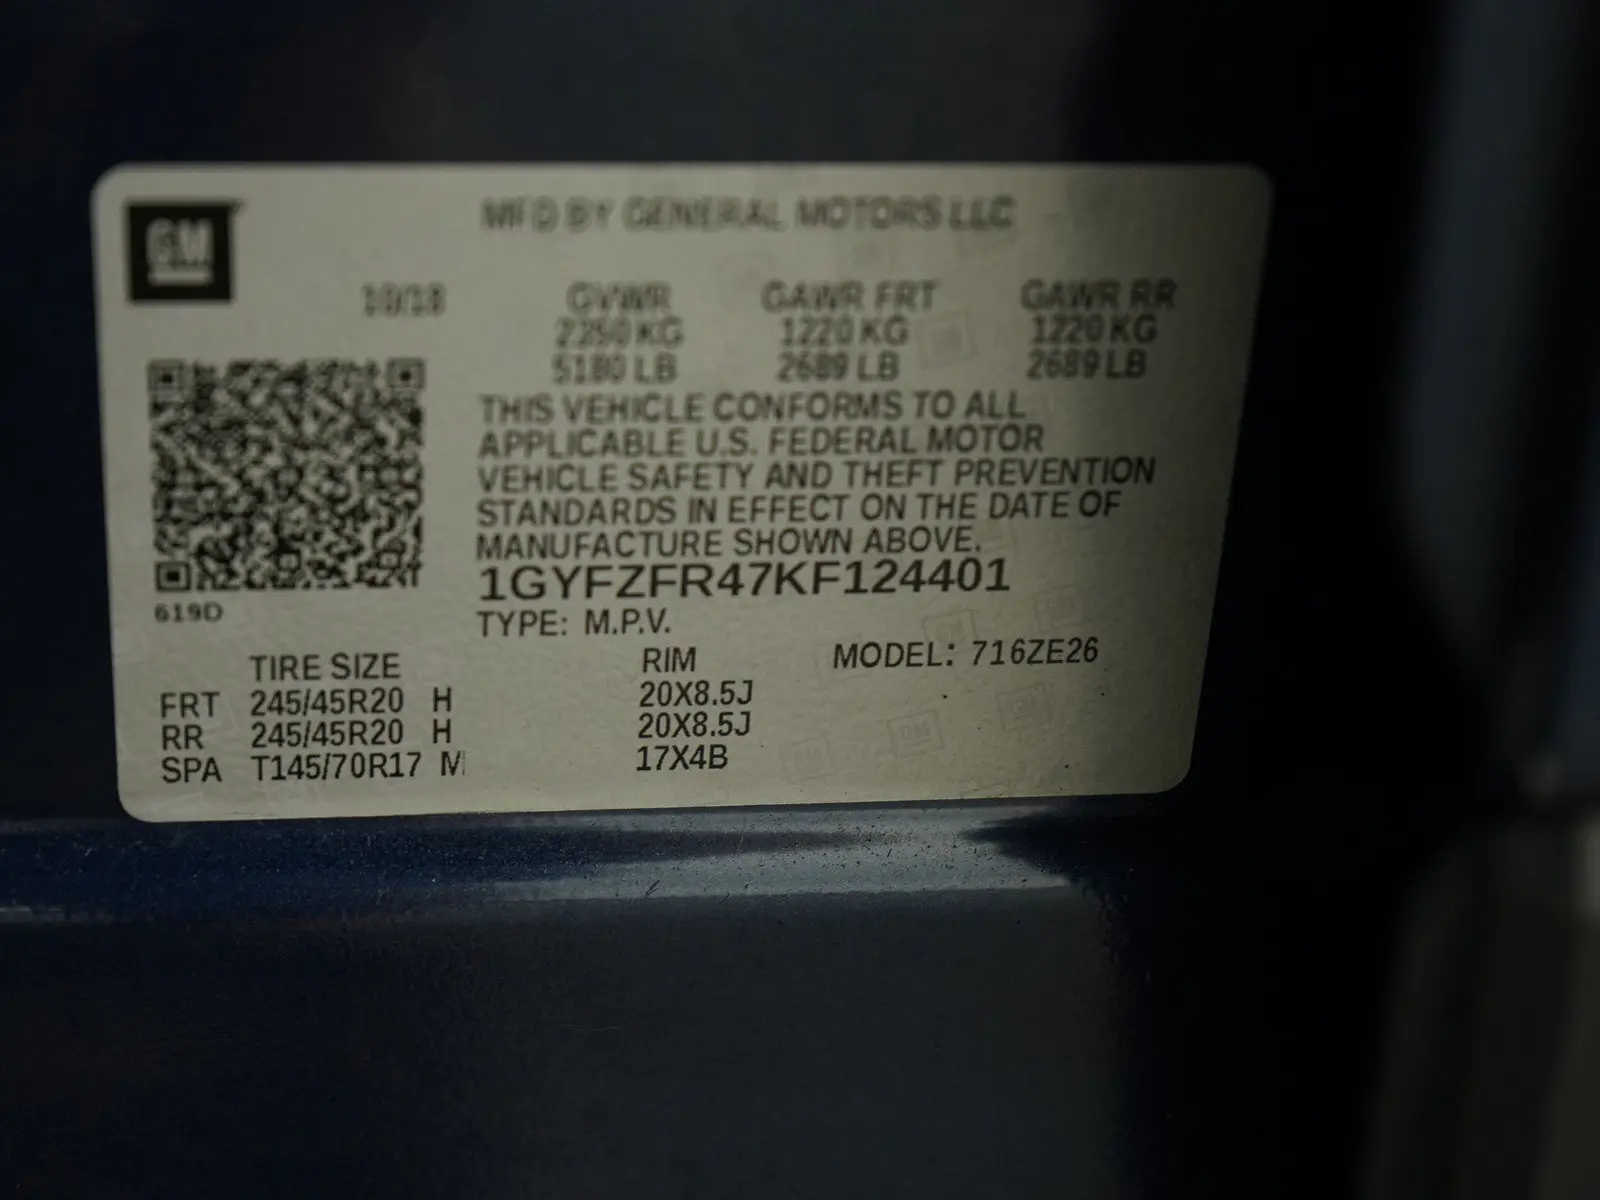 GM
MFD BY GENERAL MOTORS LLC
10/18 GVWR GAWR FRT GAWR RR
2350 KG 1220 KG 1220 KG
5180 LB 2689 LB 2689 LB
THIS VEHICLE CONFORMS TO ALL
APPLICABLE U.S. FEDERAL MOTOR
VEHICLE SAFETY AND THEFT PREVENTION
STANDARDS IN EFFECT ON THE DATE OF
MANUFACTURE SHOWN ABOVE.
1GYFZFR47KF124401
619D
TYPE: M.P.V.
TIRE SIZE RIM MODEL: 716ZE26
FRT 245/45R20 H 20X8.5J
RR 245/45R20 H 20X8.5J
SPA T145/70R17 M 17X4B